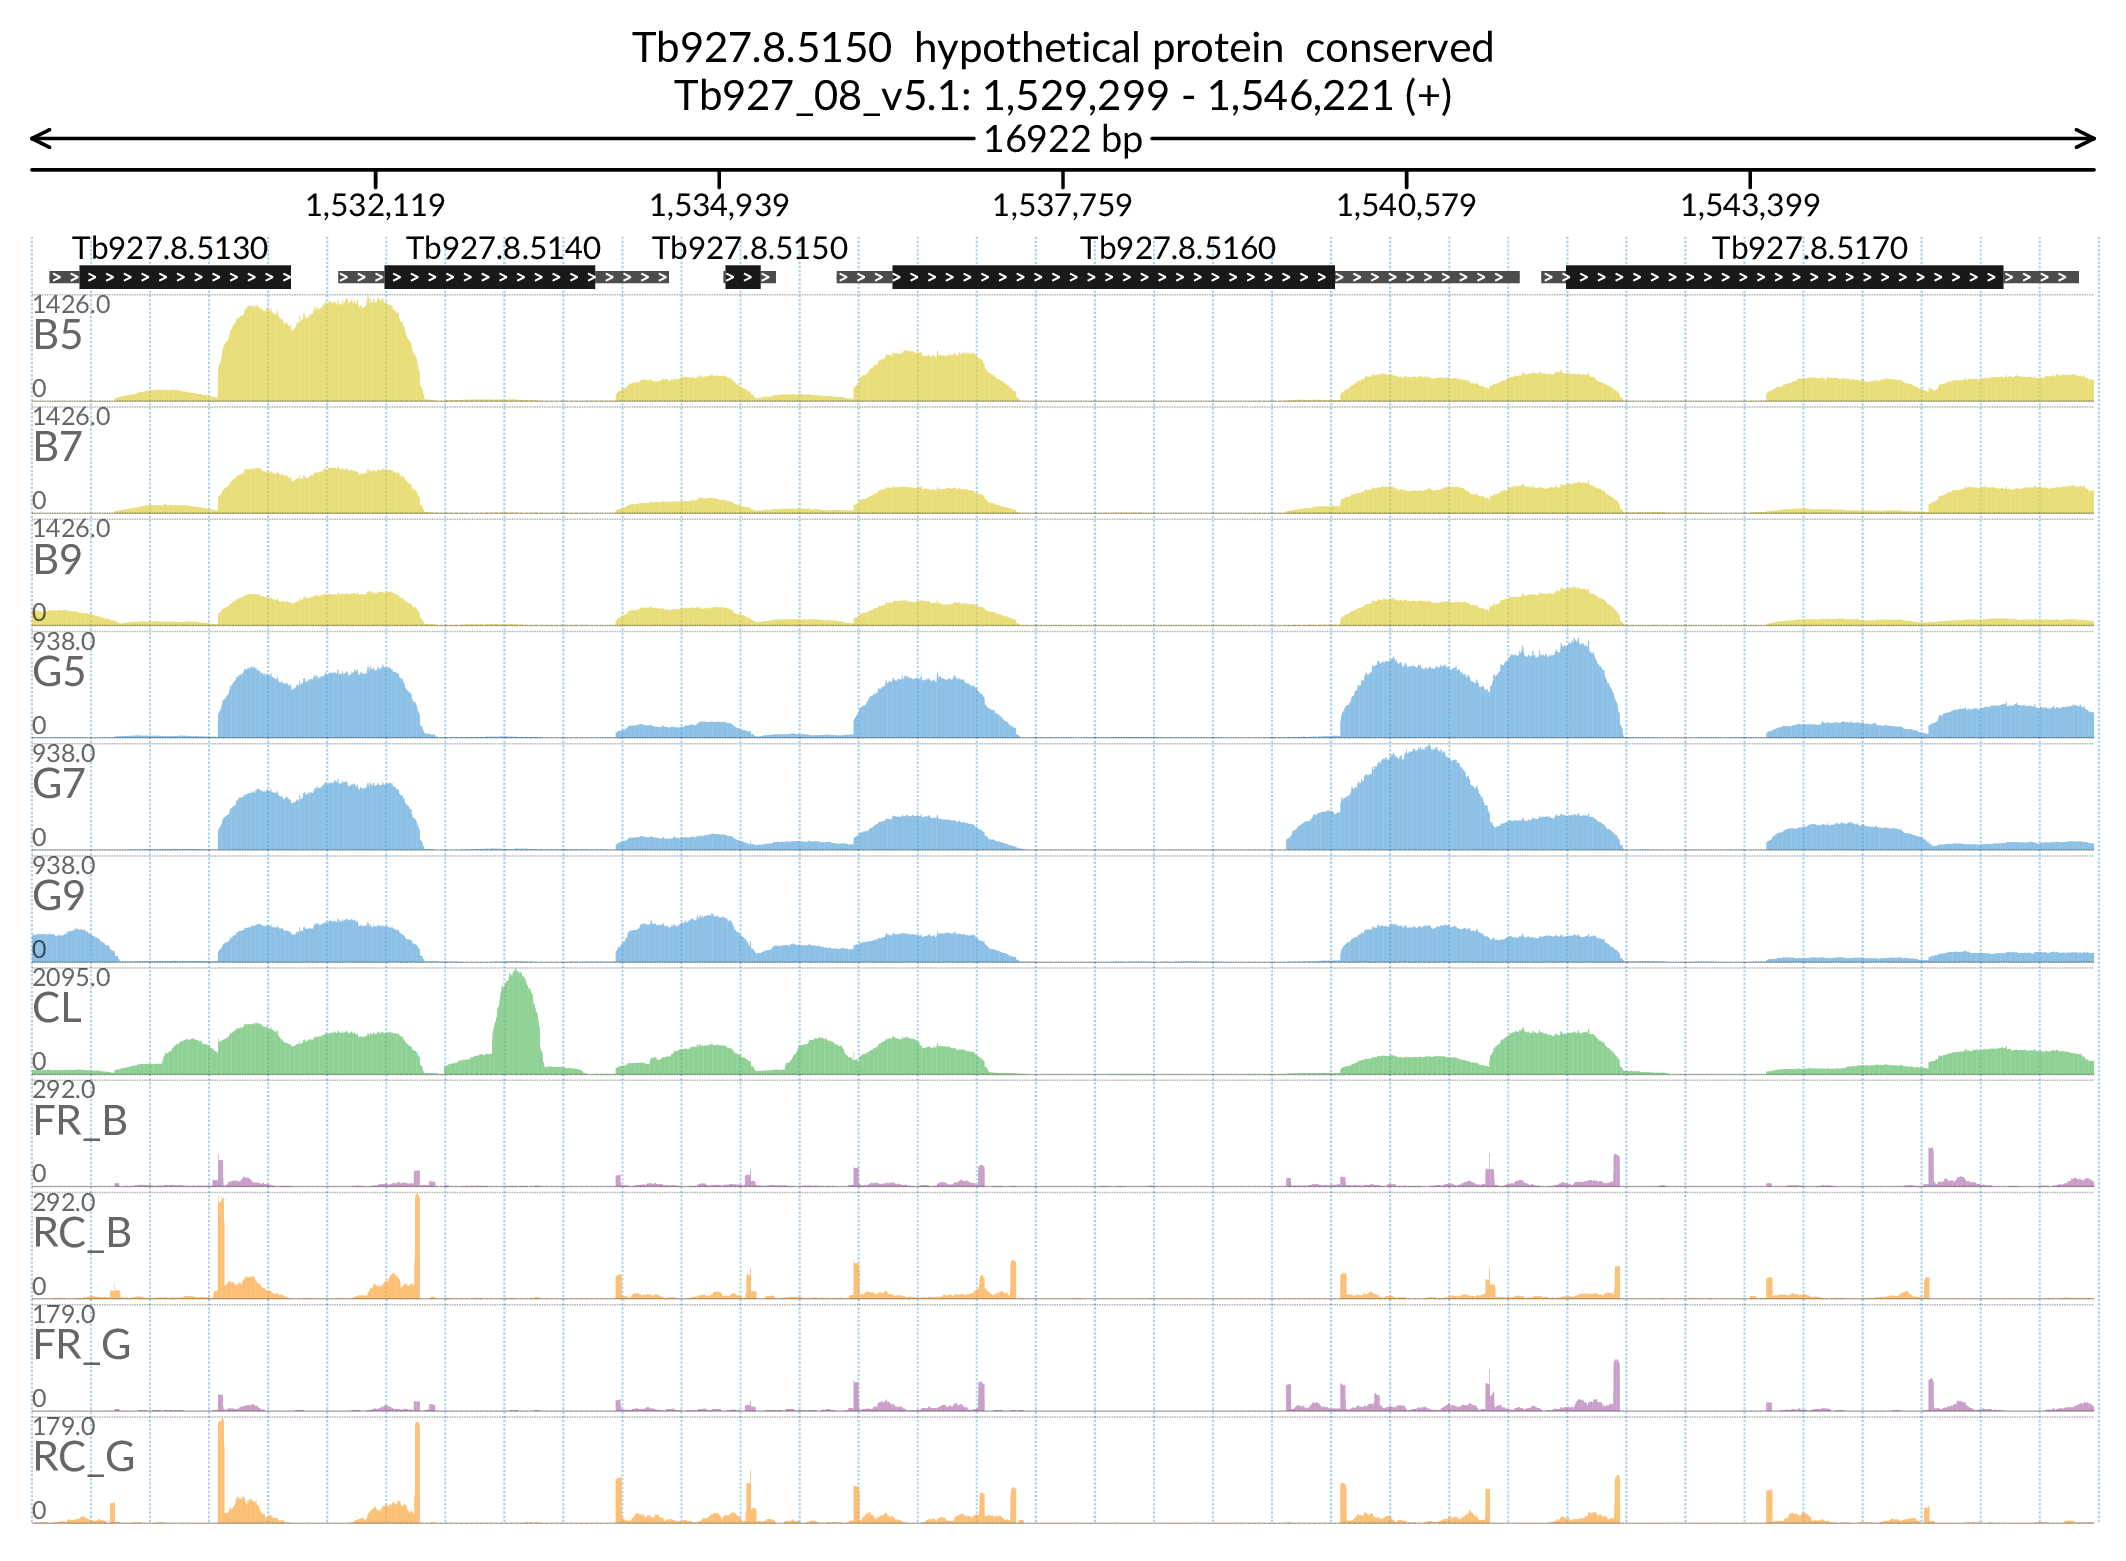 Tb927.8.5150  hypothetical protein  conserved
Tb927_08_v5.1: 1,529,299 - 1,546,221 (+)
16922 bp
1,532,119 1,534,939 1,537,759 1,540,579 1,543,399
Tb927.8.5130 Tb927.8.5140 Tb927.8.5150 Tb927.8.5160 Tb927.8.5170
1426.0
B5
0
1426.0
B7
0
1426.0
B9
0
938.0
G5
0
938.0
G7
0
938.0
G9
0
2095.0
CL
0
292.0
FR_B
0
292.0
RC_B
0
179.0
FR_G
0
179.0
RC_G
0